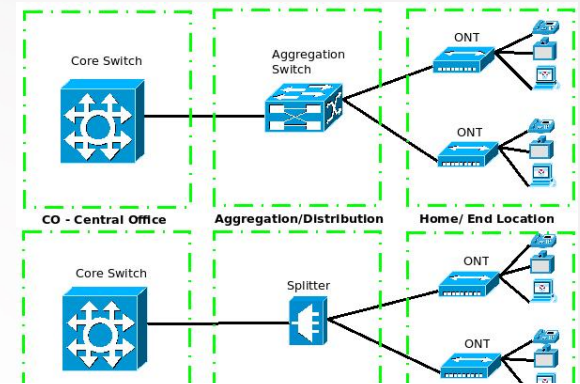 Core Switch
Aggregation
Switch
ONT
ONT
CO - Central Office
Aggregation/Distribution
Home/ End Location
Core Switch
Splitter
ONT
ONT